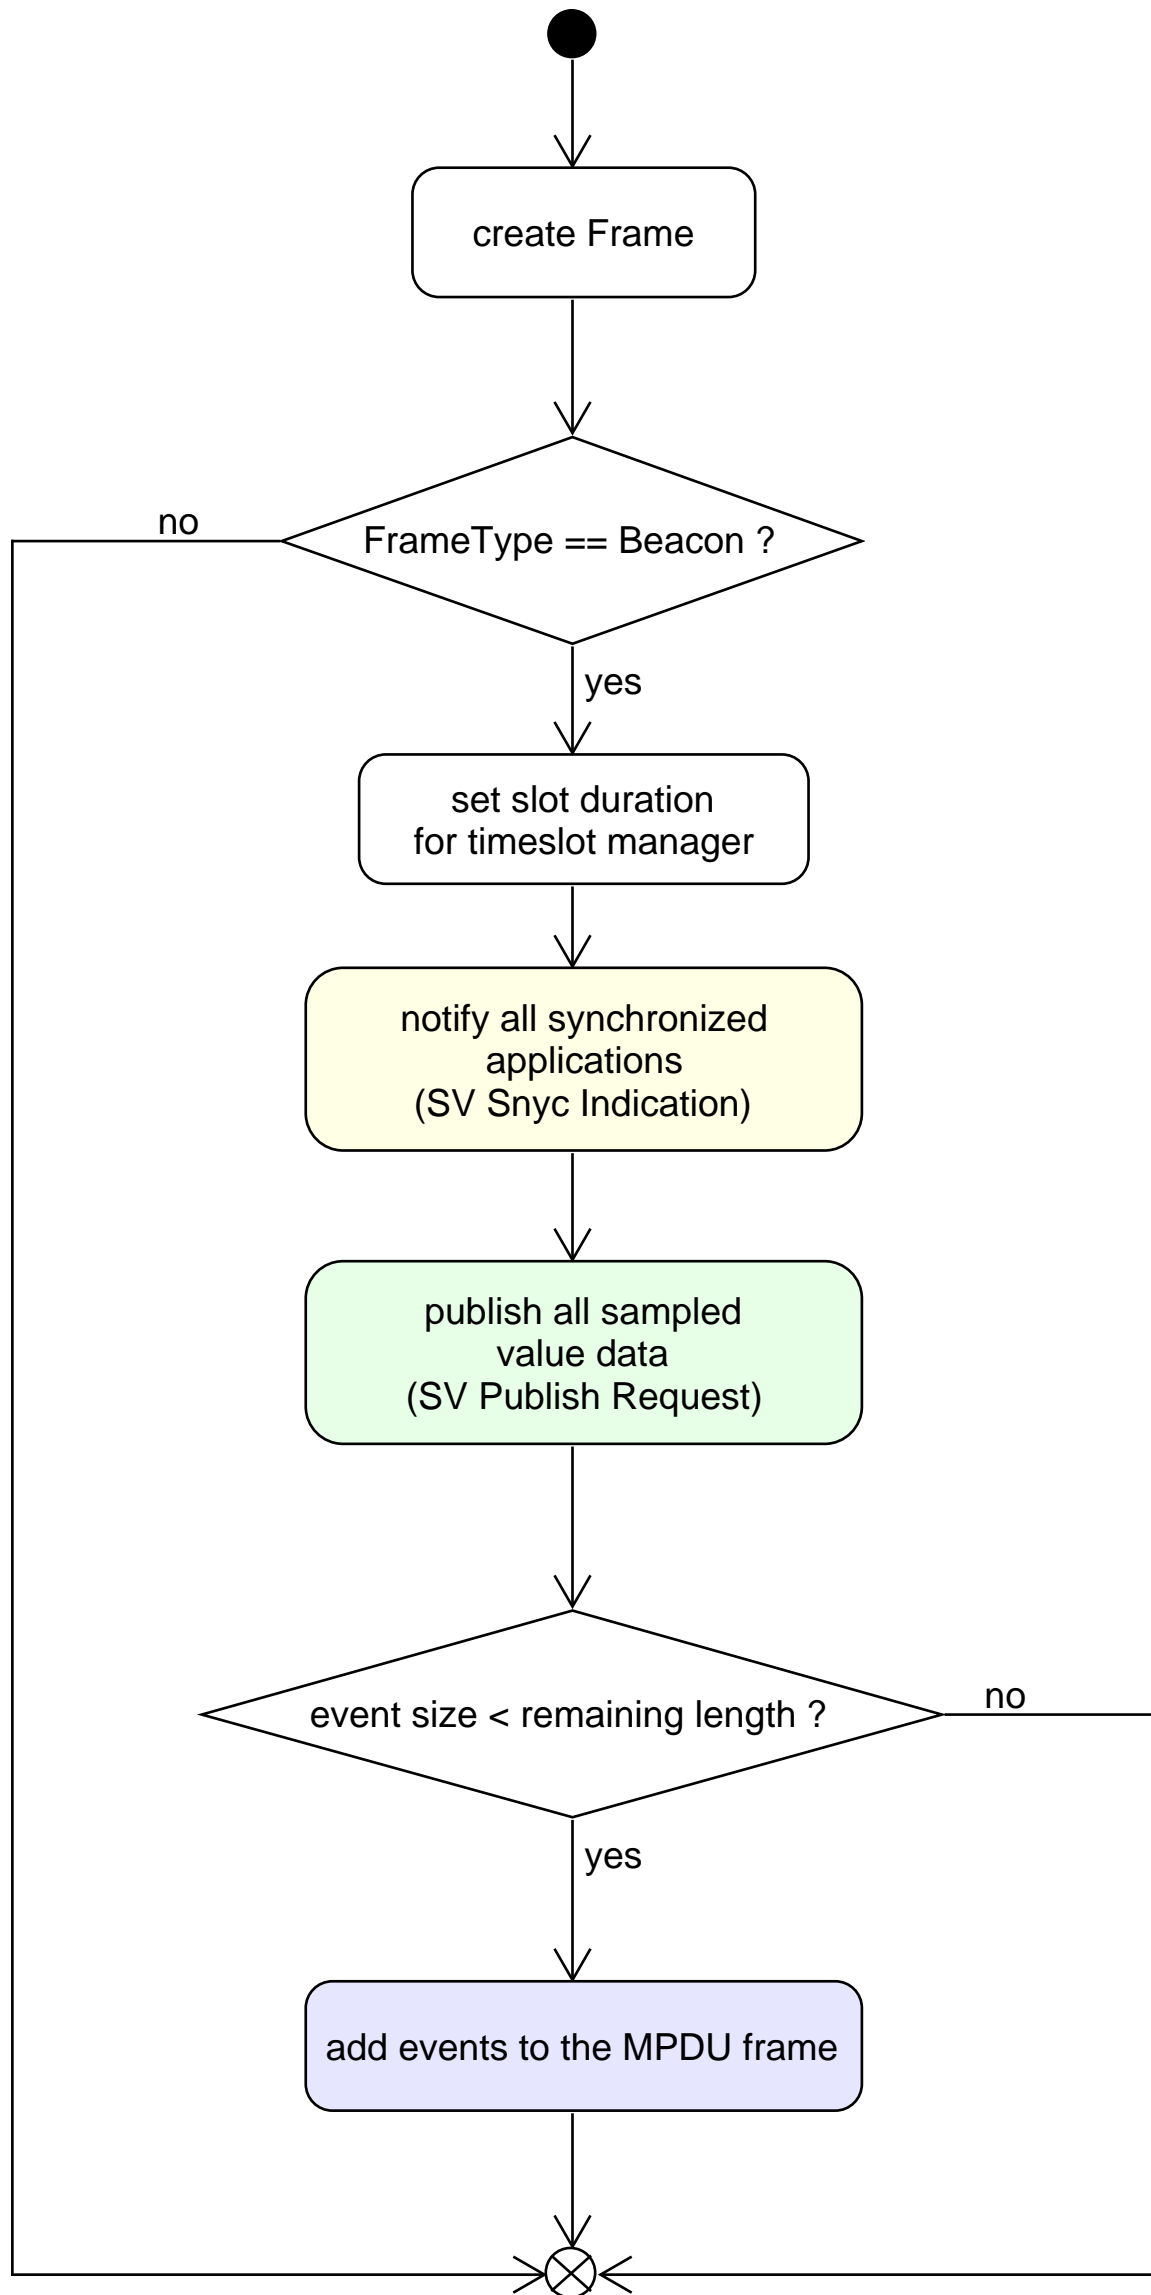 create Frame
no
FrameType == Beacon ?
yes
set slot duration
for timeslot manager
notify all synchronized
applications
(SV Snyc Indication)
publish all sampled
value data
(SV Publish Request)
no
event size < remaining length ?
yes
add events to the MPDU frame